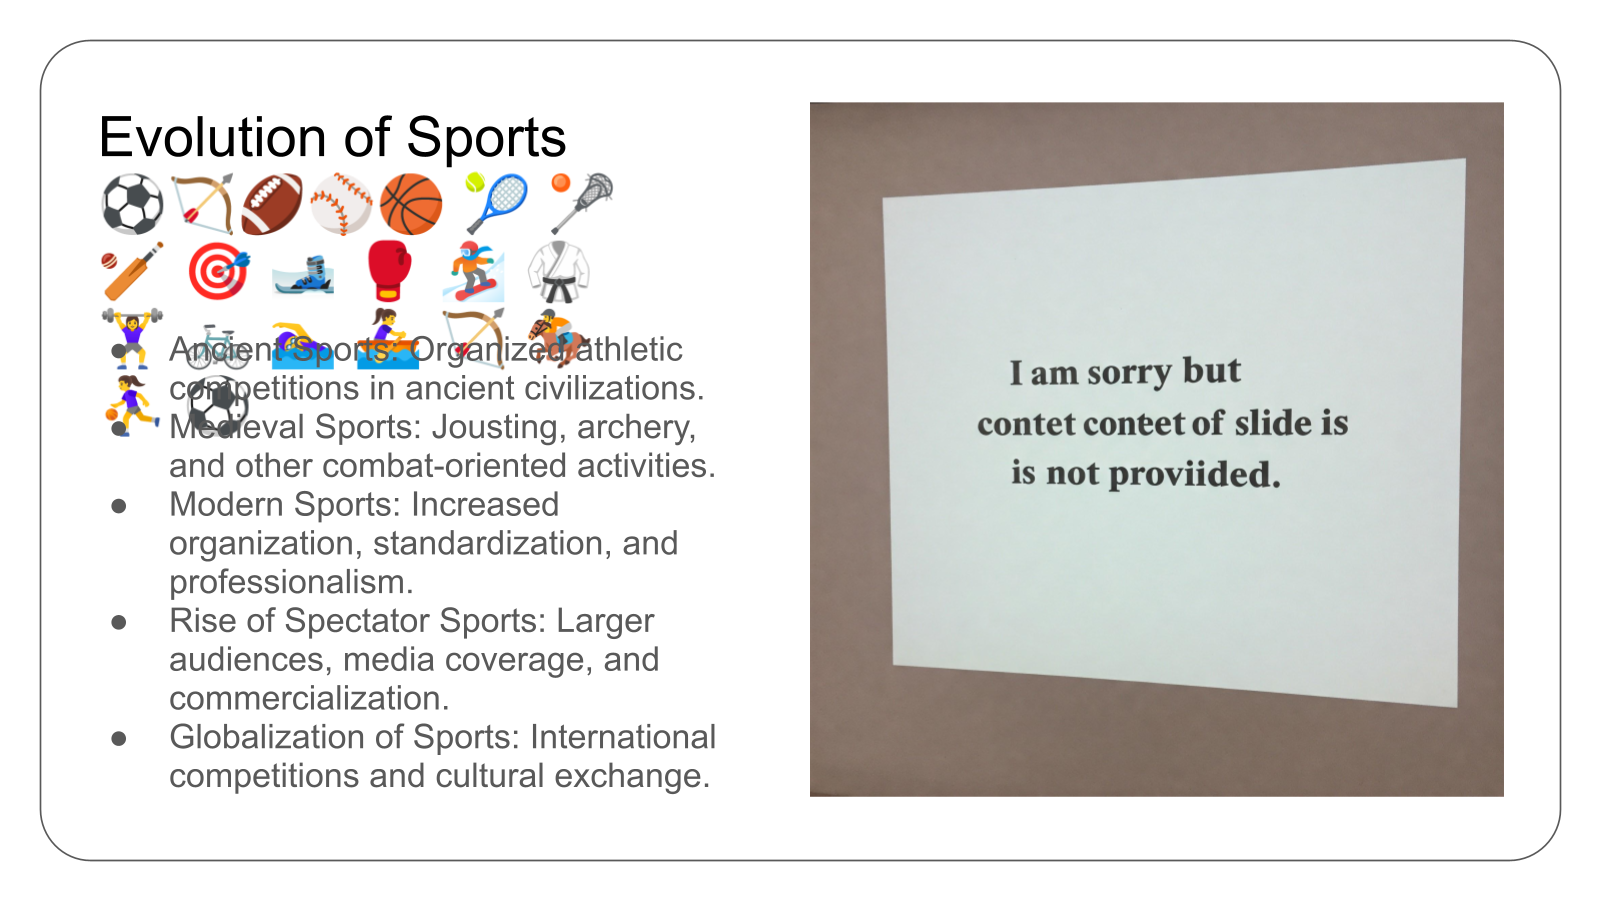 Evolution of Sports
● Ancient Sports: Organized athletic
competitions in ancient civilizations.
● Medieval Sports: Jousting, archery,
and other combat-oriented activities.
● Modern Sports: Increased
organization, standardization, and
professionalism.
● Rise of Spectator Sports: Larger
audiences, media coverage, and
commercialization.
● Globalization of Sports: International
competitions and cultural exchange.
I am sorry but
contet conteet of slide is
is not proviided.